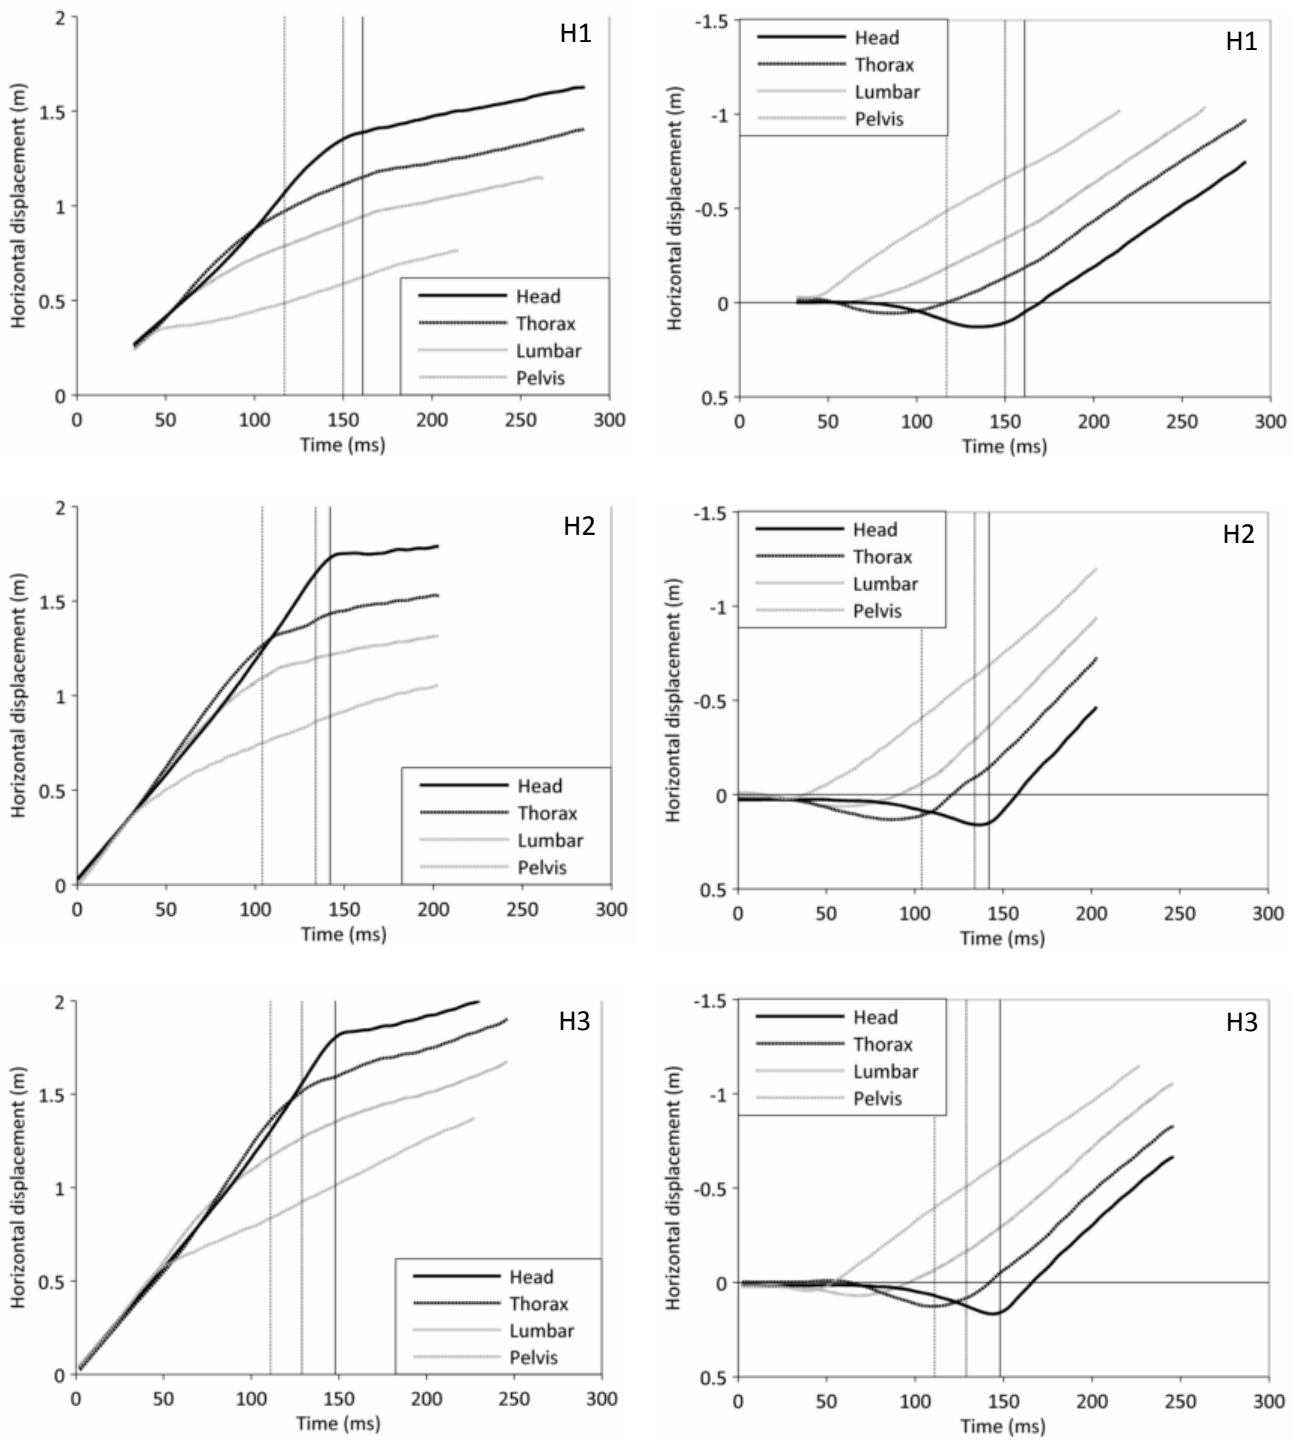 H1
Horizontal displacement (m)
2
1.5
1
0.5
0
0 50 100 150 200 250 300
Time (ms)
Head
Thorax
Lumbar
Pelvis
H1
Horizontal displacement (m)
-1.5
-1
-0.5
0
0.5
0 50 100 150 200 250 300
Time (ms)
Head
Thorax
Lumbar
Pelvis
H2
Horizontal displacement (m)
2
1.5
1
0.5
0
0 50 100 150 200 250 300
Time (ms)
Head
Thorax
Lumbar
Pelvis
H2
Horizontal displacement (m)
-1.5
-1
-0.5
0
0.5
0 50 100 150 200 250 300
Time (ms)
Head
Thorax
Lumbar
Pelvis
H3
Horizontal displacement (m)
2
1.5
1
0.5
0
0 50 100 150 200 250 300
Time (ms)
Head
Thorax
Lumbar
Pelvis
H3
Horizontal displacement (m)
-1.5
-1
-0.5
0
0.5
0 50 100 150 200 250 300
Time (ms)
Head
Thorax
Lumbar
Pelvis